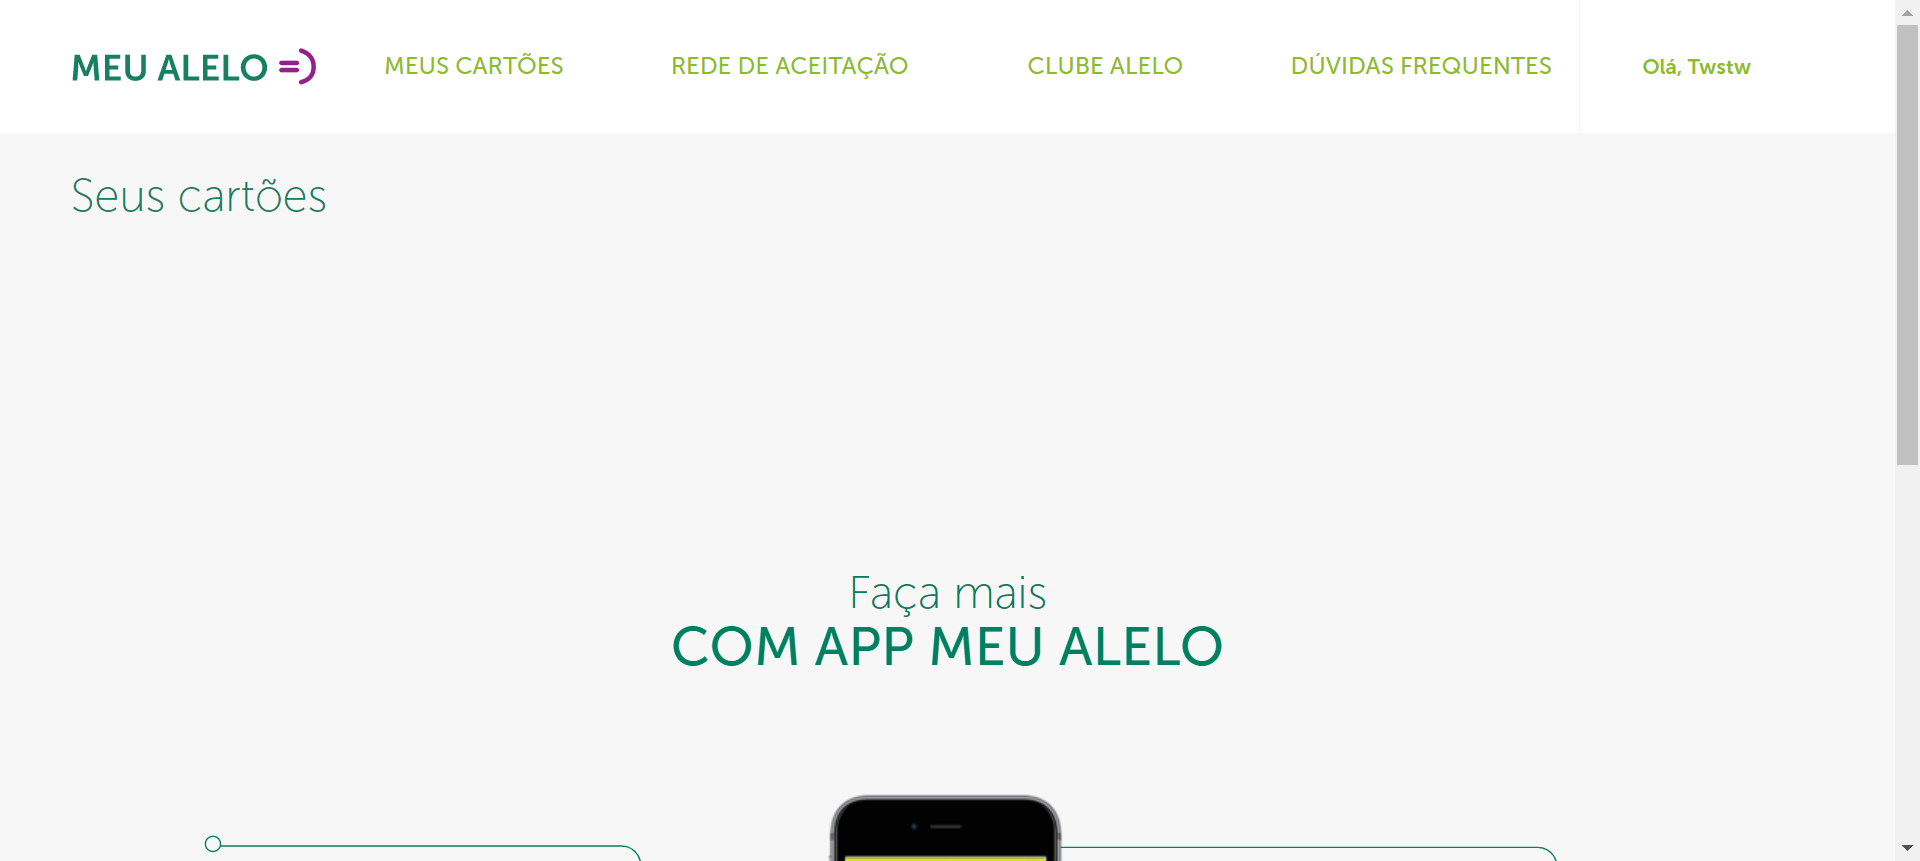 MEU ALELO
MEUS CARTÕES
REDE DE ACEITAÇÃO
CLUBE ALELO
DÚVIDAS FREQUENTES
Olá, Twstw
Seus cartões
Faça mais
COM APP MEU ALELO